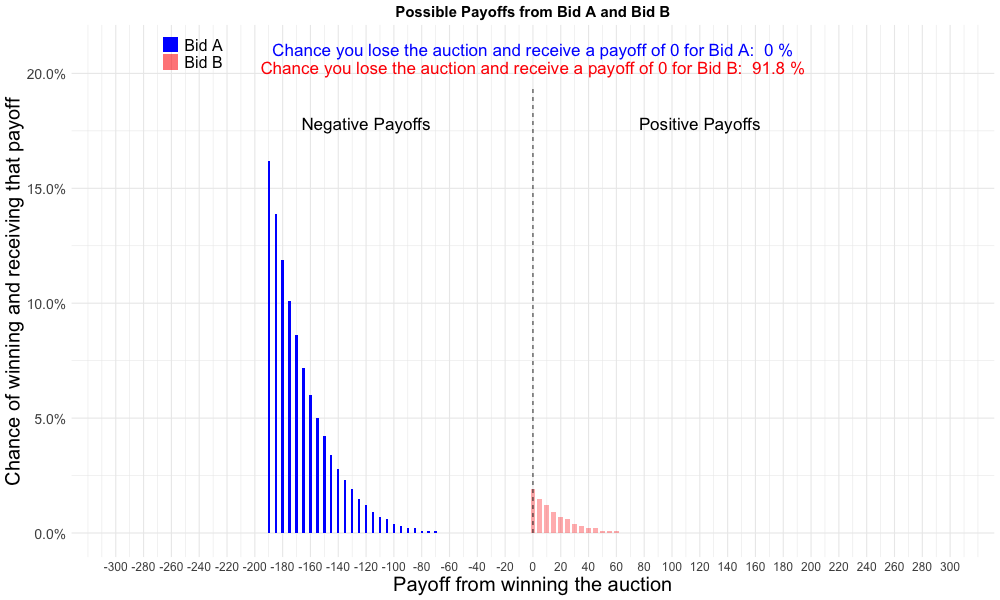 Possible Payoffs from Bid A and Bid B
Bid A
Bid B
Chance you lose the auction and receive a payoff of 0 for Bid A:  0 %
Chance you lose the auction and receive a payoff of 0 for Bid B:  91.8 %
Negative Payoffs
Positive Payoffs
Chance of winning and receiving that payoff
20.0%
15.0%
10.0%
5.0%
0.0%
-300 -280 -260 -240 -220 -200 -180 -160 -140 -120 -100 -80 -60 -40 -20 0 20 40 60 80 100 120 140 160 180 200 220 240 260 280 300
Payoff from winning the auction